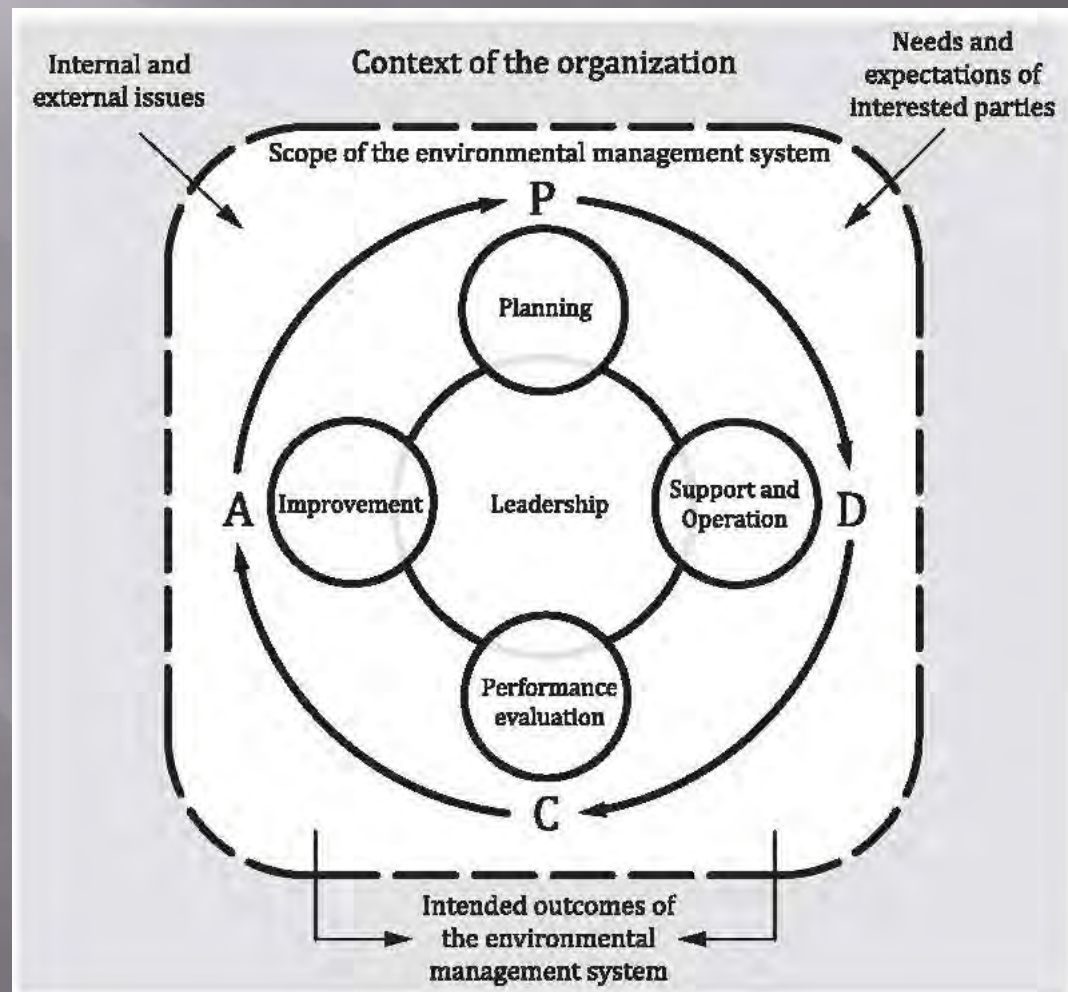 Internal and
external issues
Context of the organization
Needs and
expectations of
interested parties
Scope of the environmental management system
P
Planning
A
Improvement
Leadership
Support and
Operation
D
Performance
evaluation
C
Intended outcomes of
the environmental
management system